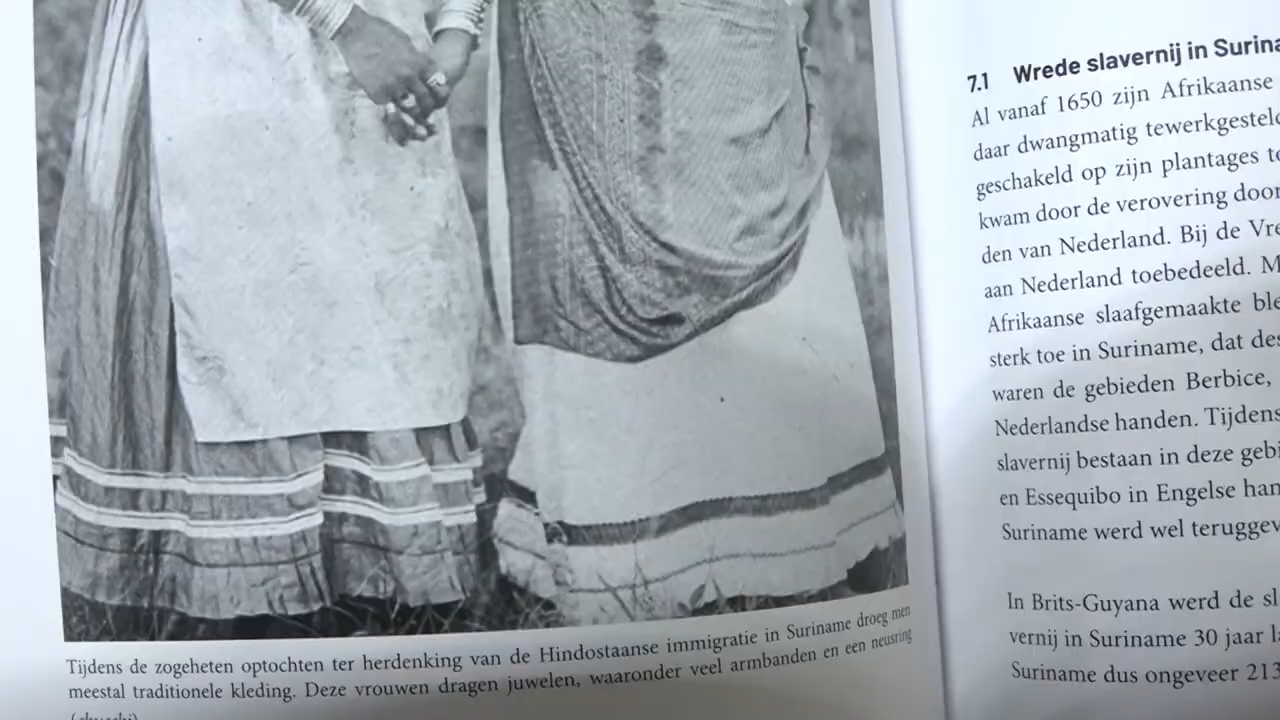 Tijdens de zogeheten optochten ter herdenking van de Hindostaanse immigratie in Suriname droeg men
meestal traditionele kleding. Deze vrouwen dragen juwelen, waaronder veel armbanden en een neusring
7.1 Wrede slavernij in
Al vanaf 1650 zijn Afrikaanse
daar dwangmatig
geschakeld op zijn plantages
kwam door de verovering door
den van Nederland. Bij de
aan Nederland toebedeeld.
Afrikaanse slaafgemaakte
sterk toe in Suriname, dat
waren de gebieden Berbice,
Nederlandse handen.
slavernij bestaan in deze
en Essequibo in Engelse
Suriname werd wel
In Brits-Guyana werd de
vernij in Suriname 30 jaar
Suriname dus ongeveer 213